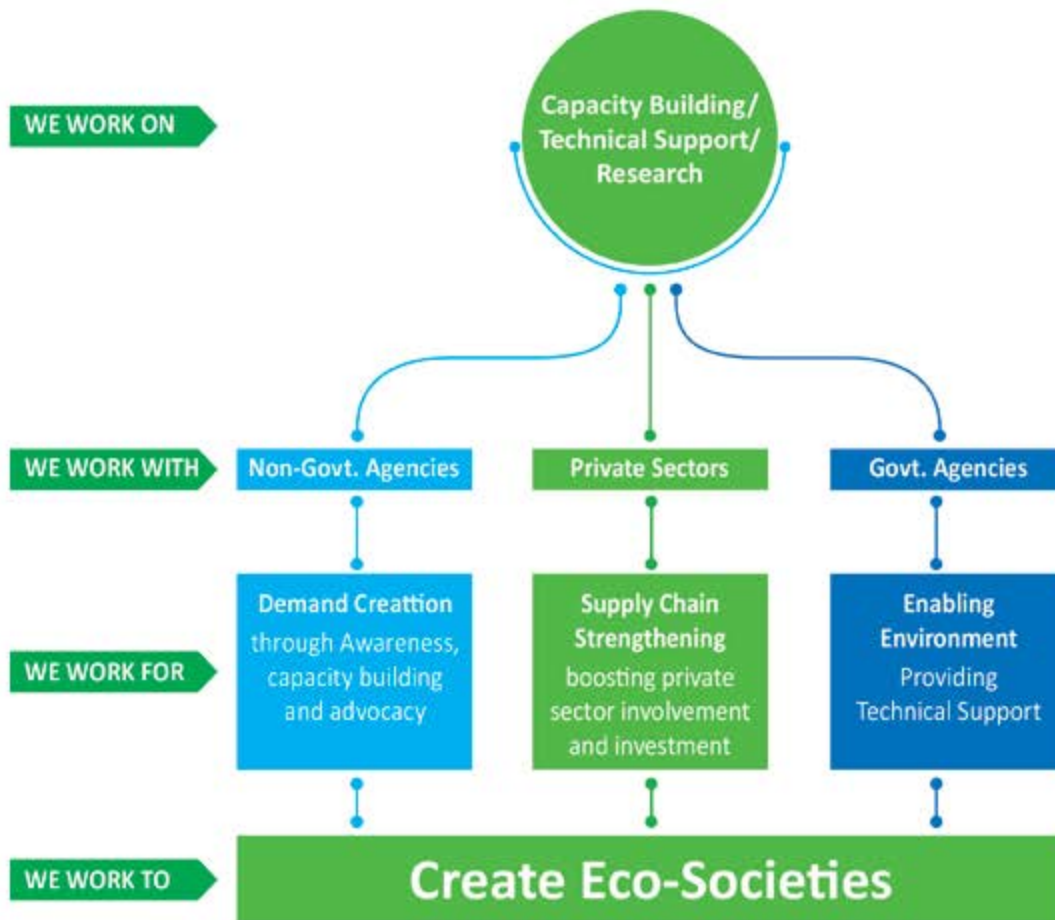 WE WORK ON
Capacity Building/
Technical Support/
Research
WE WORK WITH
Non-Govt. Agencies
Private Sectors
Govt. Agencies
WE WORK FOR
Demand Creattion
through Awareness,
capacity building
and advocacy
Supply Chain
Strengthening
boosting private
sector involvement
and investment
Enabling
Environment
Providing
Technical Support
WE WORK TO
Create Eco-Societies